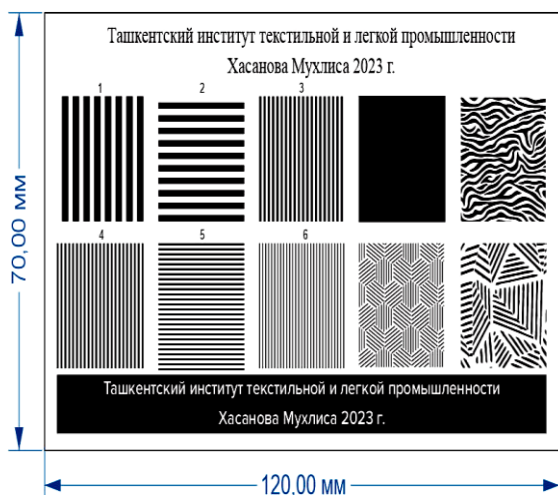 Ташкентский институт текстильной и легкой промышленности
Хасанова Мухлиса 2023 г.
1 2 3
4 5 6
Ташкентский институт текстильной и легкой промышленности
Хасанова Мухлиса 2023 г.
70,00 мм
120,00 мм